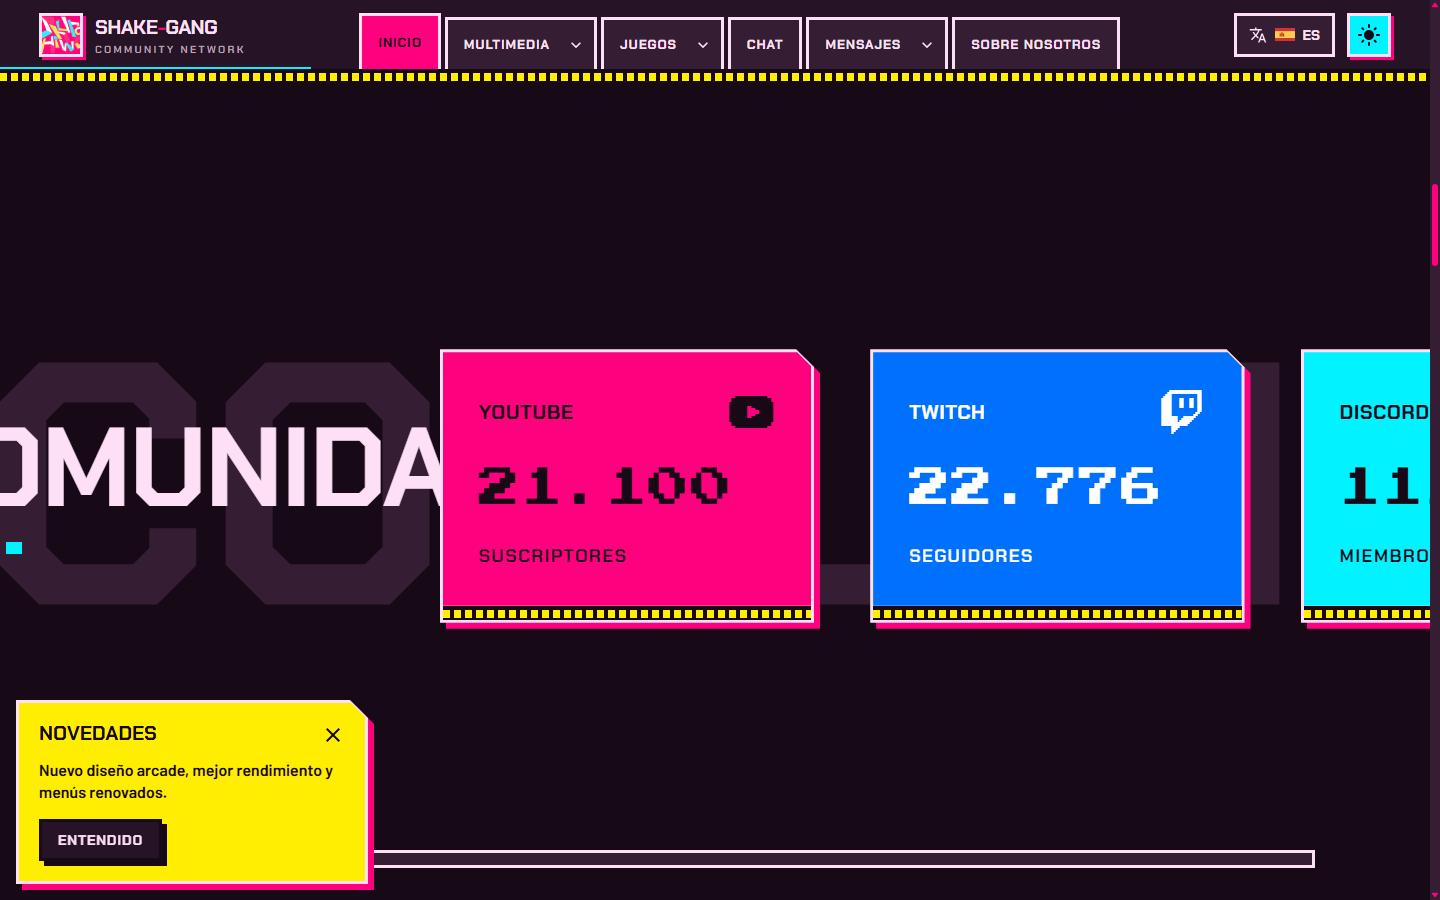 SHAKE-GANG
COMMUNITY NETWORK
INICIO
MULTIMEDIA
JUEGOS
CHAT
MENSAJES
SOBRE NOSOTROS
ES
CO
OMUNIDA
YOUTUBE
21.100
SUSCRIPTORES
TWITCH
22.776
SEGUIDORES
DISCORD
11.
MIEMBRO
NOVEDADES
Nuevo diseño arcade, mejor rendimiento y
menús renovados.
ENTENDIDO